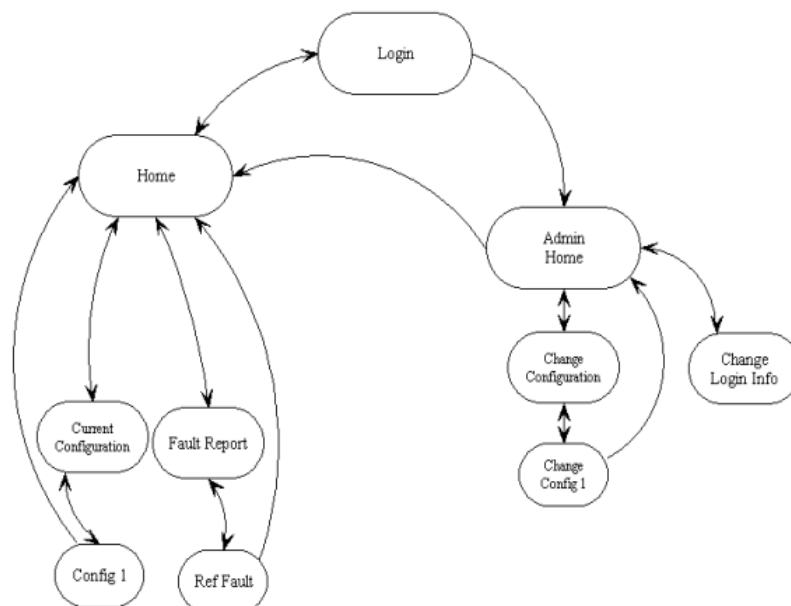 Login
Home
Admin
Home
Change
Configuration
Change
Login Info
Current
Configuration
Fault Report
Change
Config 1
Config 1
Ref Fault